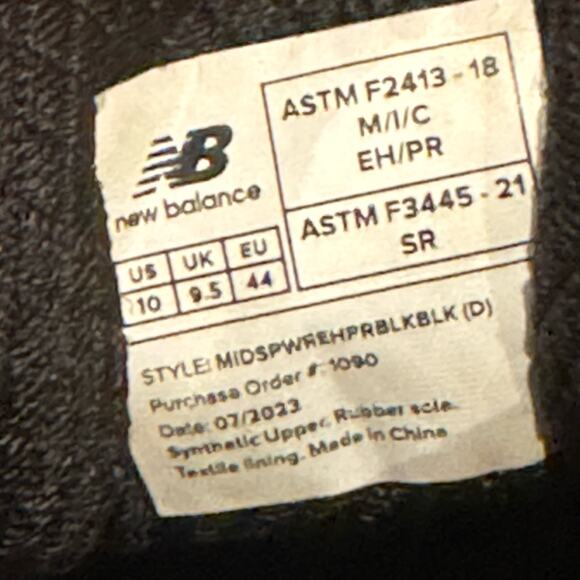 NB
new balance
US UK EU
10 9.5 44
ASTM F2413 - 18
M/I/C
EH/PR
ASTM F3445 - 21
SR
STYLE: MIDSPWREHPRBLKBLK (D)
Purchase Order #: 1090
Date: 07/2023
Synthetic Upper. Rubber sole.
Textile lining. Made in China